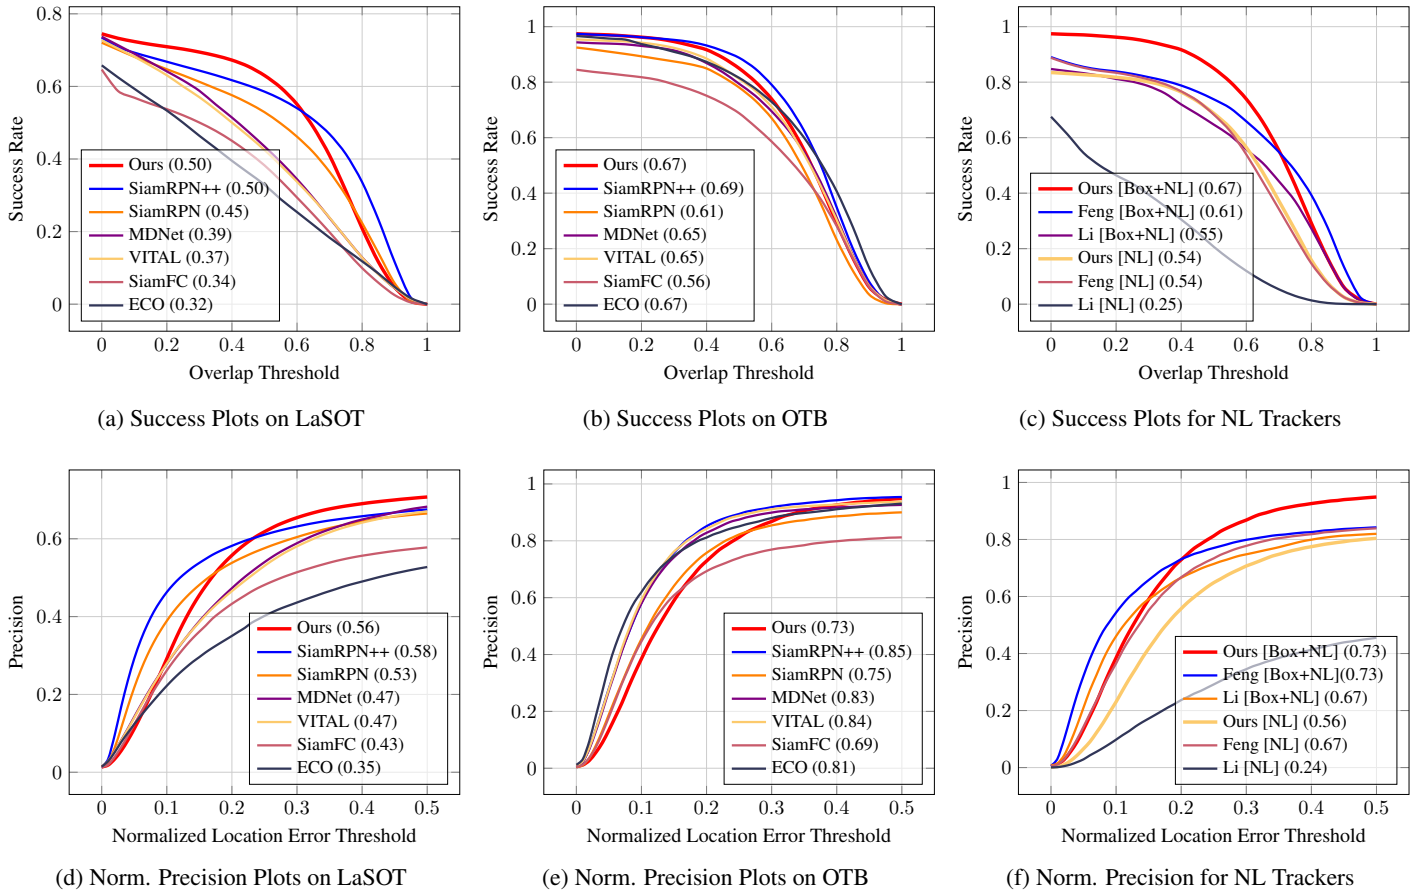 Success Rate
0.8
0.6
0.4
0.2
0
Ours (0.50)
SiamRPN++ (0.50)
SiamRPN (0.45)
MDNet (0.39)
VITAL (0.37)
SiamFC (0.34)
ECO (0.32)
0 0.2 0.4 0.6 0.8 1
Overlap Threshold
(a) Success Plots on LaSOT
Success Rate
1
0.8
0.6
0.4
0.2
0
Ours (0.67)
SiamRPN++ (0.69)
SiamRPN (0.61)
MDNet (0.65)
VITAL (0.65)
SiamFC (0.56)
ECO (0.67)
0 0.2 0.4 0.6 0.8 1
Overlap Threshold
(b) Success Plots on OTB
Success Rate
1
0.8
0.6
0.4
0.2
0
Ours [Box+NL] (0.67)
Feng [Box+NL] (0.61)
Li [Box+NL] (0.55)
Ours [NL] (0.54)
Feng [NL] (0.54)
Li [NL] (0.25)
0 0.2 0.4 0.6 0.8 1
Overlap Threshold
(c) Success Plots for NL Trackers
Precision
0.6
0.4
0.2
0
Ours (0.56)
SiamRPN++ (0.58)
SiamRPN (0.53)
MDNet (0.47)
VITAL (0.47)
SiamFC (0.43)
ECO (0.35)
0 0.1 0.2 0.3 0.4 0.5
Normalized Location Error Threshold
(d) Norm. Precision Plots on LaSOT
Precision
1
0.8
0.6
0.4
0.2
0
Ours (0.73)
SiamRPN++ (0.85)
SiamRPN (0.75)
MDNet (0.83)
VITAL (0.84)
SiamFC (0.69)
ECO (0.81)
0 0.1 0.2 0.3 0.4 0.5
Normalized Location Error Threshold
(e) Norm. Precision Plots on OTB
Precision
1
0.8
0.6
0.4
0.2
0
Ours [Box+NL] (0.73)
Feng [Box+NL](0.73)
Li [Box+NL] (0.67)
Ours [NL] (0.56)
Feng [NL] (0.67)
Li [NL] (0.24)
0 0.1 0.2 0.3 0.4 0.5
Normalized Location Error Threshold
(f) Norm. Precision for NL Trackers